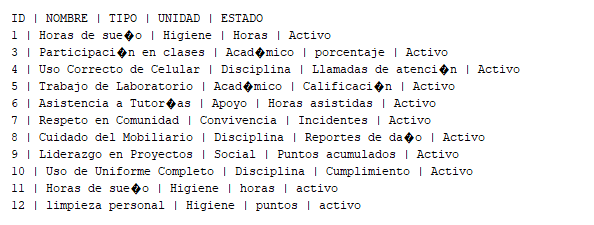 ID | NOMBRE | TIPO | UNIDAD | ESTADO
1 | Horas de sue�o | Higiene | Horas | Activo
3 | Participaci�n en clases | Acad�mico | porcentaje | Activo
4 | Uso Correcto de Celular | Disciplina | Llamadas de atenci�n | Activo
5 | Trabajo de Laboratorio | Acad�mico | Calificaci�n | Activo
6 | Asistencia a Tutor�as | Apoyo | Horas asistidas | Activo
7 | Respeto en Comunidad | Convivencia | Incidentes | Activo
8 | Cuidado del Mobiliario | Disciplina | Reportes de da�o | Activo
9 | Liderazgo en Proyectos | Social | Puntos acumulados | Activo
10 | Uso de Uniforme Completo | Disciplina | Cumplimiento | Activo
11 | Horas de sue�o | Higiene | horas | activo
12 | limpieza personal | Higiene | puntos | activo